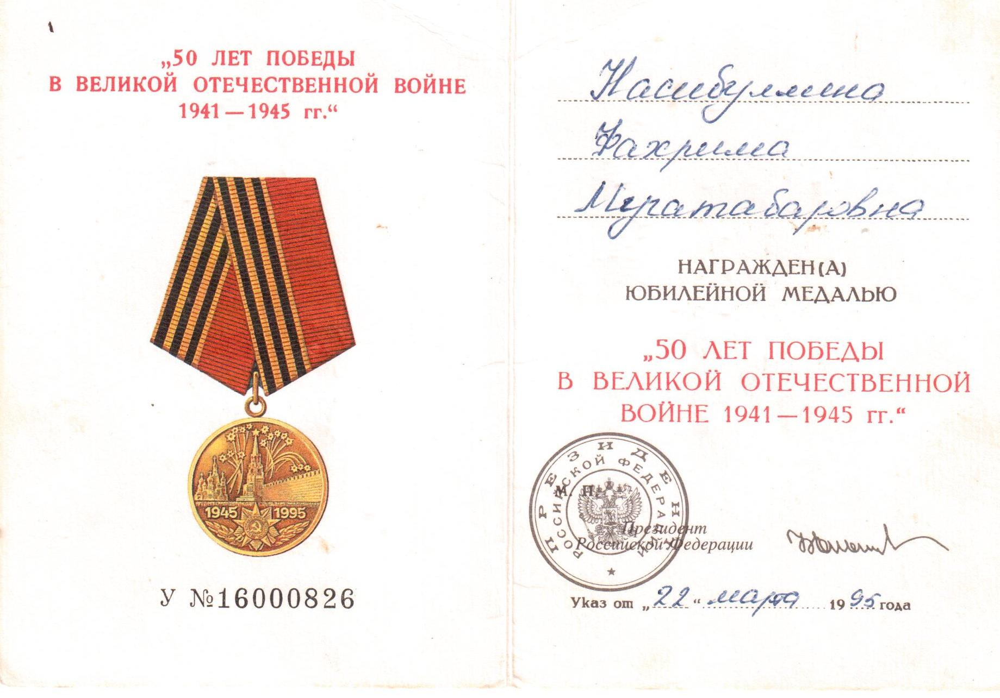 „50 ЛЕТ ПОБЕДЫ
В ВЕЛИКОЙ ОТЕЧЕСТВЕННОЙ ВОЙНЕ
1941—1945 гг.“
1945 1995
У №16000826
Насибуллина
Фахрима
Муратабаровна
НАГРАЖДЕН(А)
ЮБИЛЕЙНОЙ МЕДАЛЬЮ
„50 ЛЕТ ПОБЕДЫ
В ВЕЛИКОЙ ОТЕЧЕСТВЕННОЙ
ВОЙНЕ 1941—1945 гг.“
ПРЕЗИДЕНТ
РОССИЙСКОЙ ФЕДЕРАЦИИ
М. П.
Президент
Российской Федерации
Указ от „22“ марта 1995 года